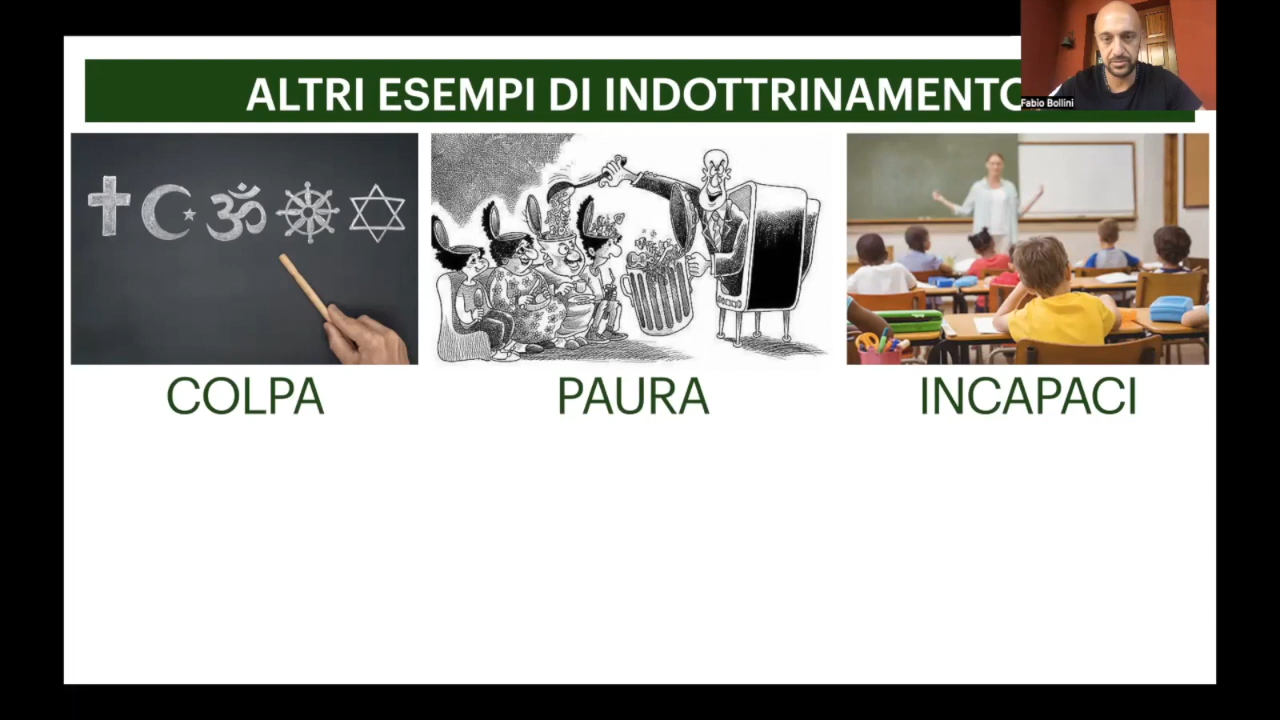 ALTRI ESEMPI DI INDOTTRINAMENTO
Fabio Bollini
COLPA
PAURA
INCAPACI